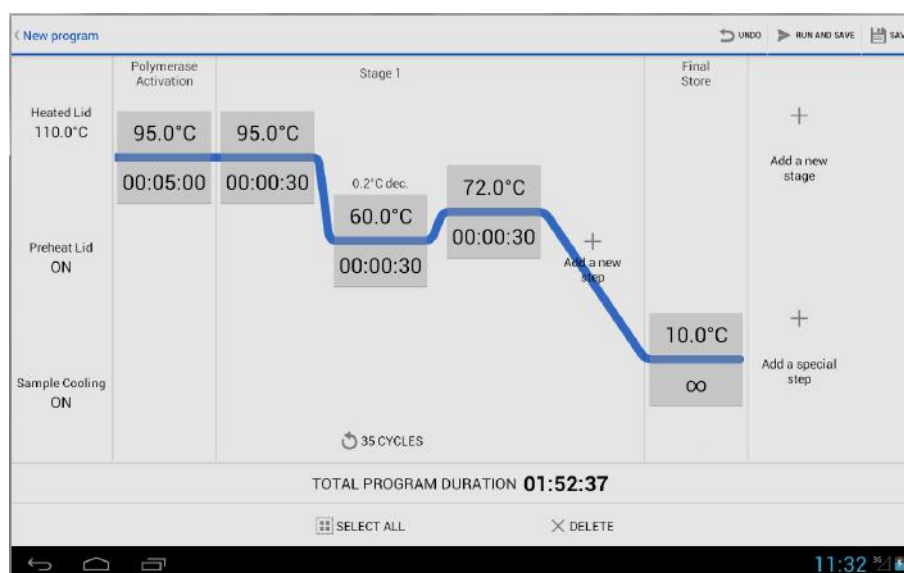 New program
UNDO
RUN AND SAVE
SAV
Heated Lid
110.0°C
Preheat Lid
ON
Sample Cooling
ON
Polymerase
Activation
95.0°C
00:05:00
Stage 1
95.0°C
00:00:30
0.2°C dec.
60.0°C
00:00:30
72.0°C
00:00:30
Add a new
step
35 CYCLES
Final
Store
10.0°C
∞
Add a new
stage
Add a special
step
TOTAL PROGRAM DURATION 01:52:37
SELECT ALL
DELETE
11:32
36